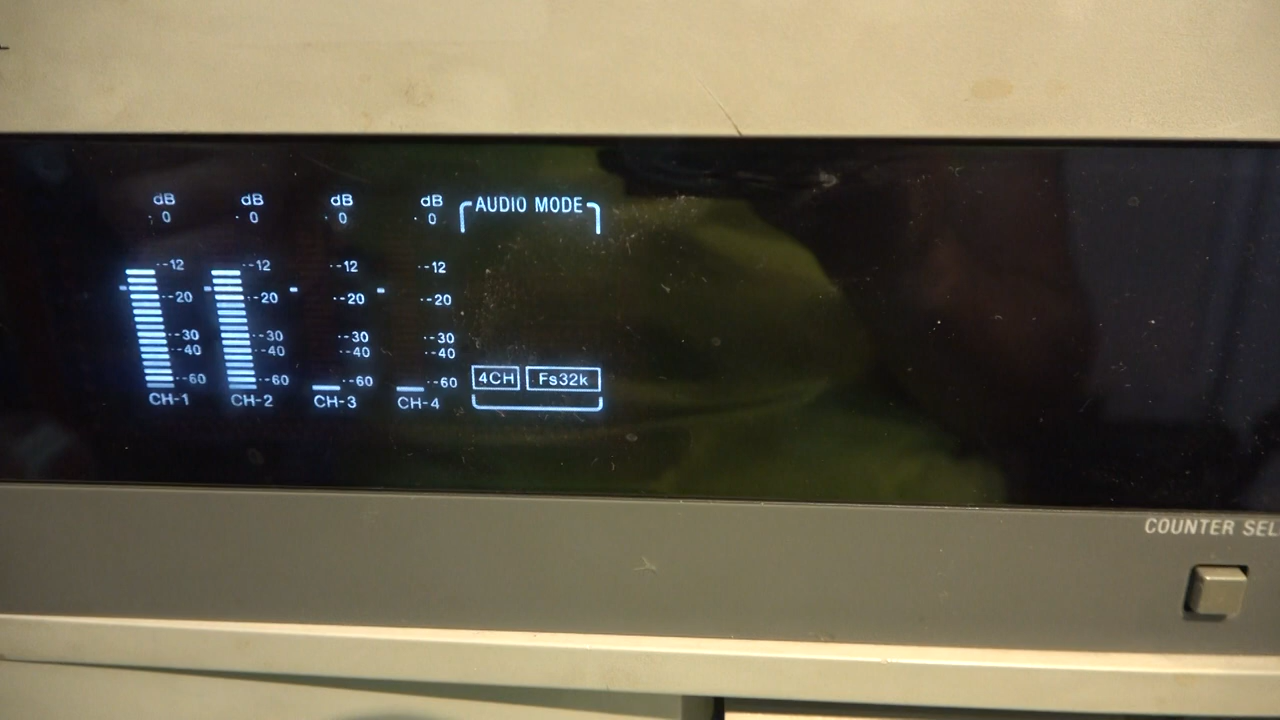 dB dB dB dB AUDIO MODE
0 0 0 0
-12 -12 -12 -12
-20 -20 -20 -20
-30 -30 -30 -30
-40 -40 -40 -40
-60 -60 -60 -60 4CH Fs32k
CH-1 CH-2 CH-3 CH-4
COUNTER SEL